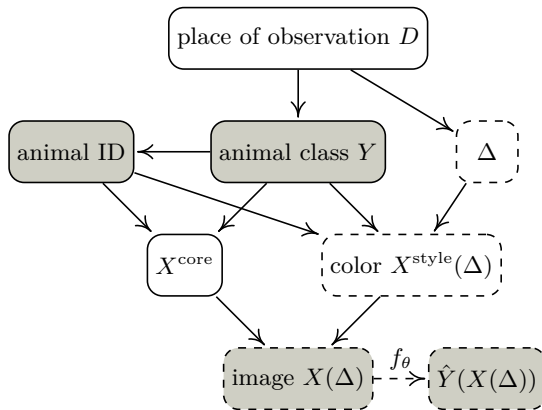 place of observation D
animal ID
animal class Y
Δ
X^core
color X^style(Δ)
image X(Δ)
f_θ
Ŷ(X(Δ))